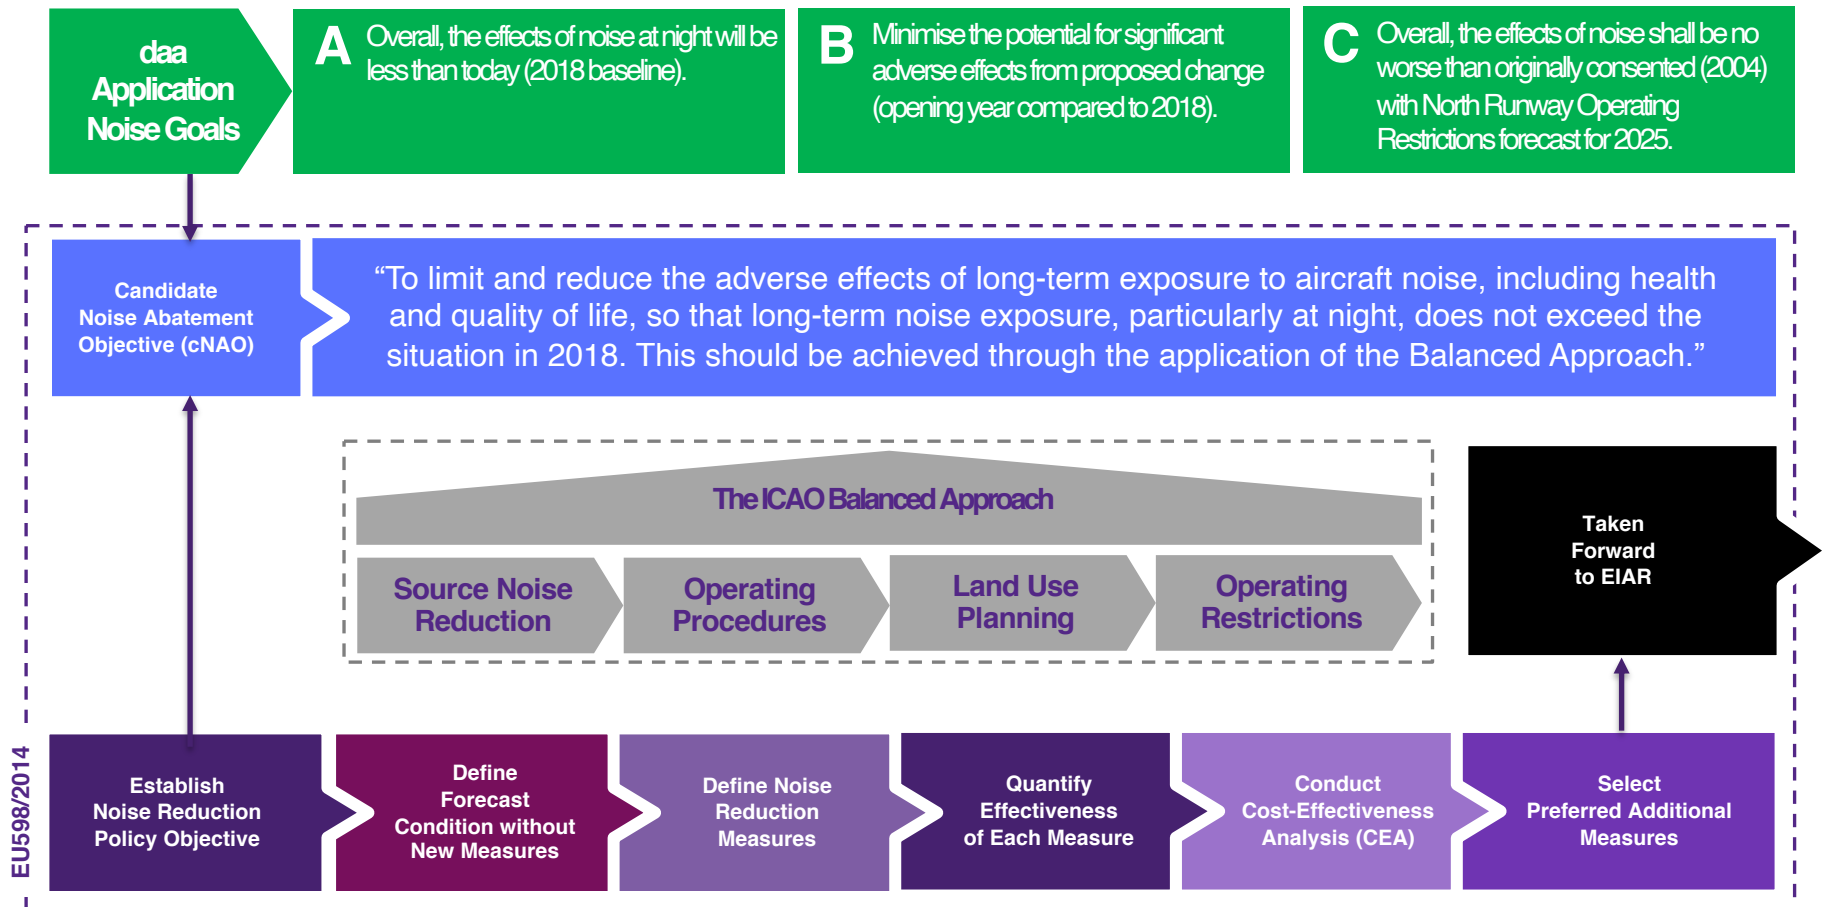 daa
Application
Noise Goals
A
Overall, the effects of noise at night will be
less than today (2018 baseline).
B
Minimise the potential for significant
adverse effects from proposed change
(opening year compared to 2018).
C
Overall, the effects of noise shall be no
worse than originally consented (2004)
with North Runway Operating
Restrictions forecast for 2025.
Candidate
Noise Abatement
Objective (cNAO)
“To limit and reduce the adverse effects of long-term exposure to aircraft noise, including health
and quality of life, so that long-term noise exposure, particularly at night, does not exceed the
situation in 2018. This should be achieved through the application of the Balanced Approach.”
The ICAO Balanced Approach
Source Noise
Reduction
Operating
Procedures
Land Use
Planning
Operating
Restrictions
Taken
Forward
to EIAR
EU598/2014
Establish
Noise Reduction
Policy Objective
Define
Forecast
Condition without
New Measures
Define Noise
Reduction
Measures
Quantify
Effectiveness
of Each Measure
Conduct
Cost-Effectiveness
Analysis (CEA)
Select
Preferred Additional
Measures